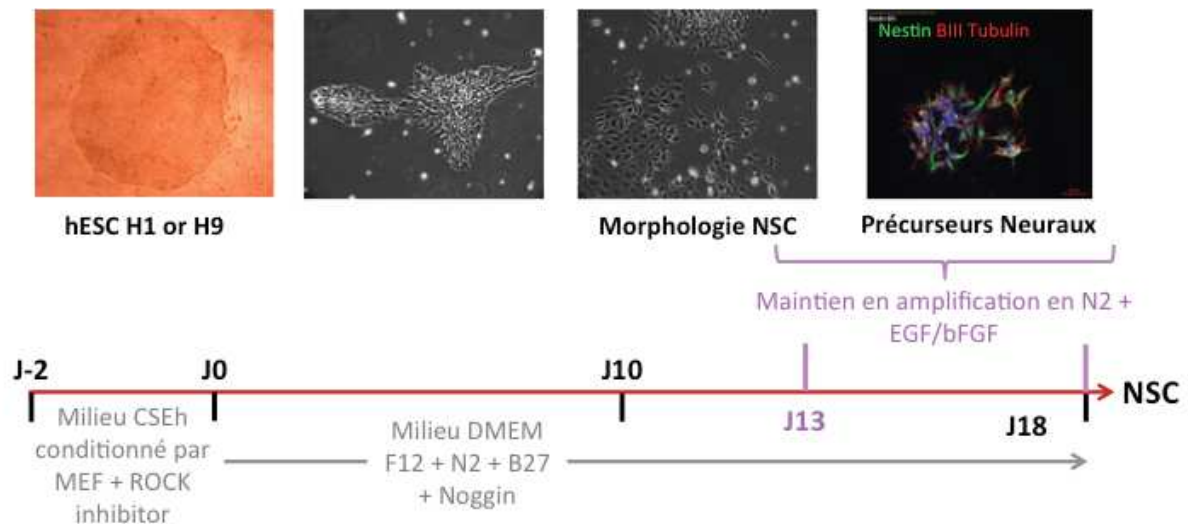 Nestin BIII Tubulin
hESC H1 or H9
Morphologie NSC
Précurseurs Neuraux
Maintien en amplification en N2 +
EGF/bFGF
J-2
J0
J10
J13
J18
NSC
Milieu CSEh
conditionné par
MEF + ROCK
inhibitor
Milieu DMEM
F12 + N2 + B27
+ Noggin